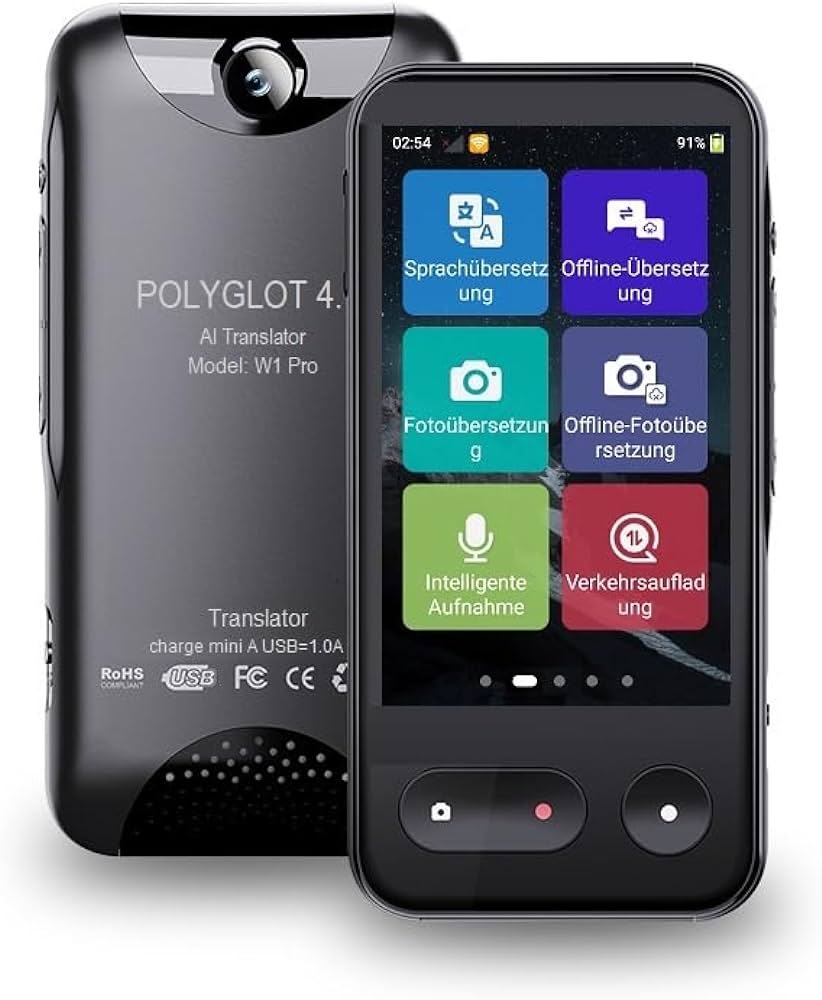 POLYGLOT 4.
AI Translator
Model: W1 Pro
Translator
charge mini A USB=1.0A
RoHS
COMPLIANT
USB
FC
CE
02:54
91%
Sprachübersetz
ung
Offline-Übersetz
ung
Fotoübersetzun
g
Offline-Fotoübe
rsetzung
Intelligente
Aufnahme
Verkehrsauflad
ung